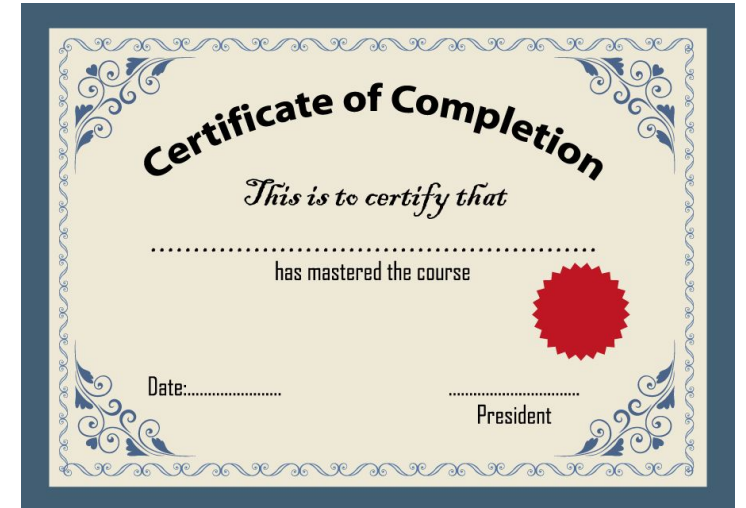 Certificate of Completion
This is to certify that
.....................................................
has mastered the course
Date:.......................
................................
President